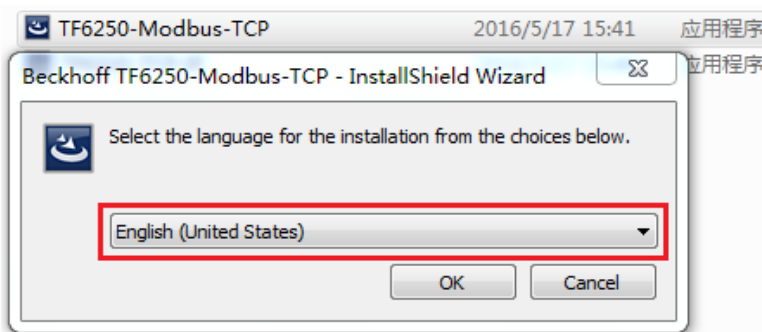 TF6250-Modbus-TCP 2016/5/17 15:41 应用程序
Beckhoff TF6250-Modbus-TCP - InstallShield Wizard
应用程序
Select the language for the installation from the choices below.
English (United States)
OK Cancel